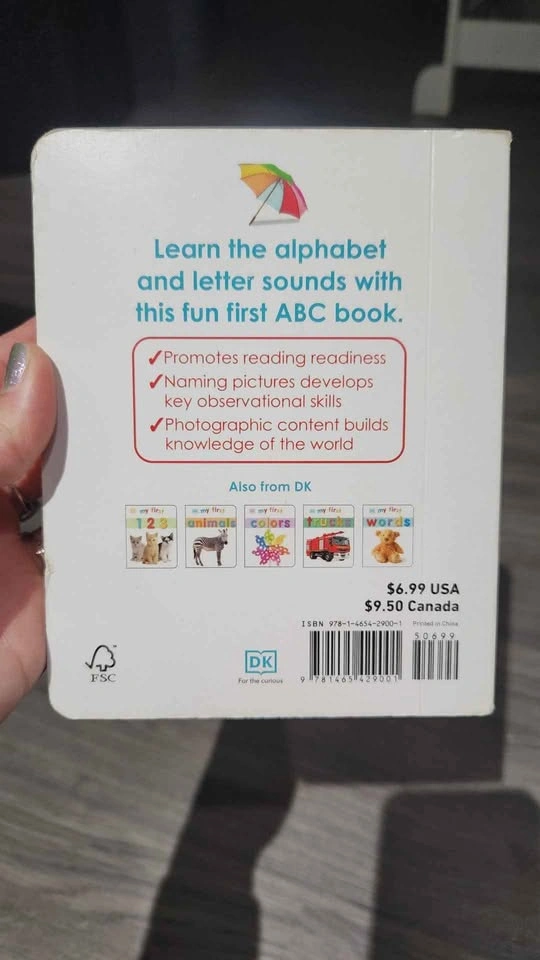 Learn the alphabet
and letter sounds with
this fun first ABC book.
✓Promotes reading readiness
✓Naming pictures develops
key observational skills
✓Photographic content builds
knowledge of the world
Also from DK
my first
1 2 3
my first
animals
my first
colors
my first
trucks
my first
words
$6.99 USA
$9.50 Canada
ISBN 978-1-4654-2900-1
Printed in China
50699
9 781465 429001
FSC
DK
For the curious